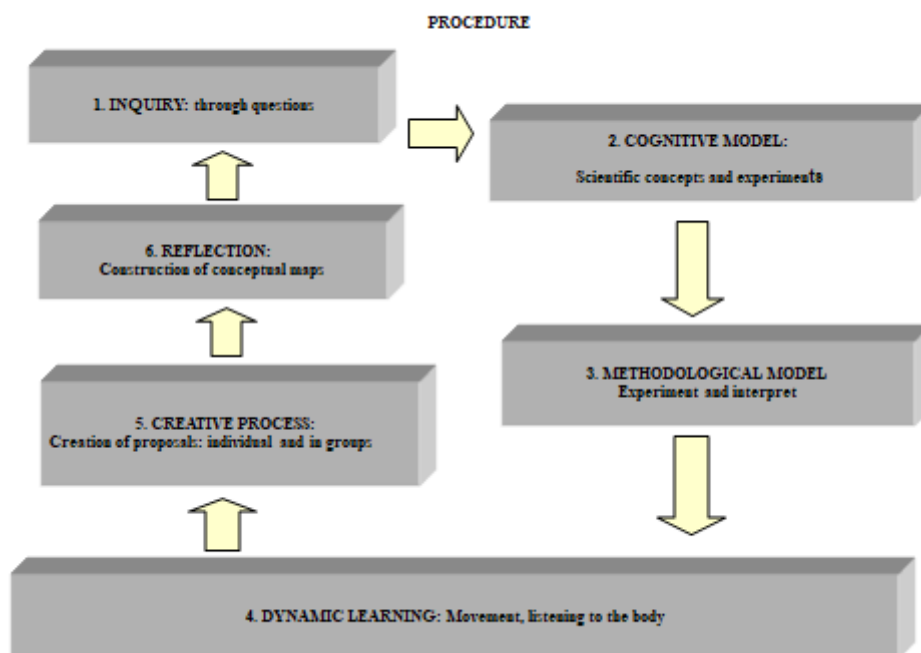 PROCEDURE
1. INQUIRY: through questions
2. COGNITIVE MODEL:
Scientific concepts and experiments
3. METHODOLOGICAL MODEL
Experiment and interpret
4. DYNAMIC LEARNING: Movement, listening to the body
5. CREATIVE PROCESS:
Creation of proposals: individual and in groups
6. REFLECTION:
Construction of conceptual maps